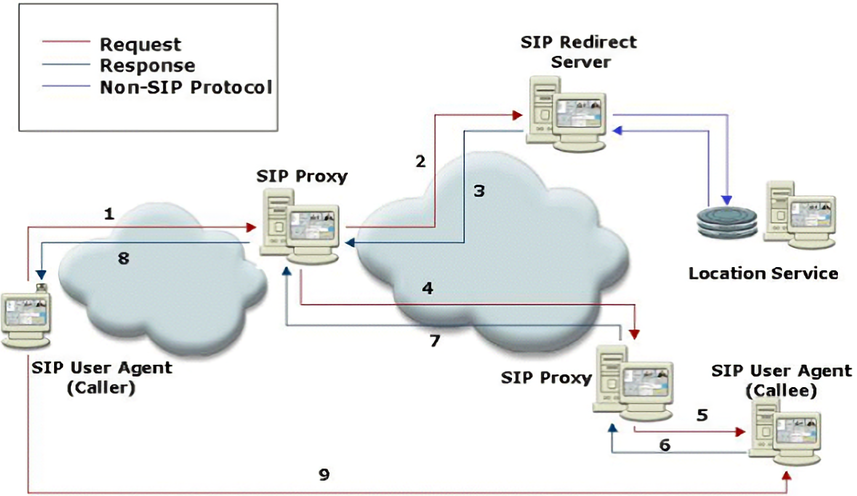 Request
Response
Non-SIP Protocol
SIP Redirect
Server
2
SIP Proxy
3
1
8
Location Service
4
7
SIP User Agent
(Caller)
SIP Proxy
SIP User Agent
(Callee)
5
6
9